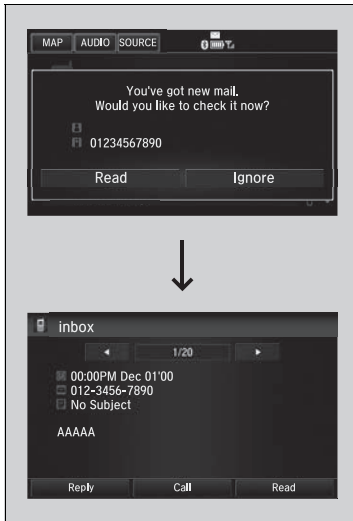 MAP AUDIO SOURCE
You've got new mail.
Would you like to check it now?
01234567890
Read Ignore
inbox
1/20
00:00PM Dec 01'00
012-3456-7890
No Subject
AAAAA
Reply Call Read